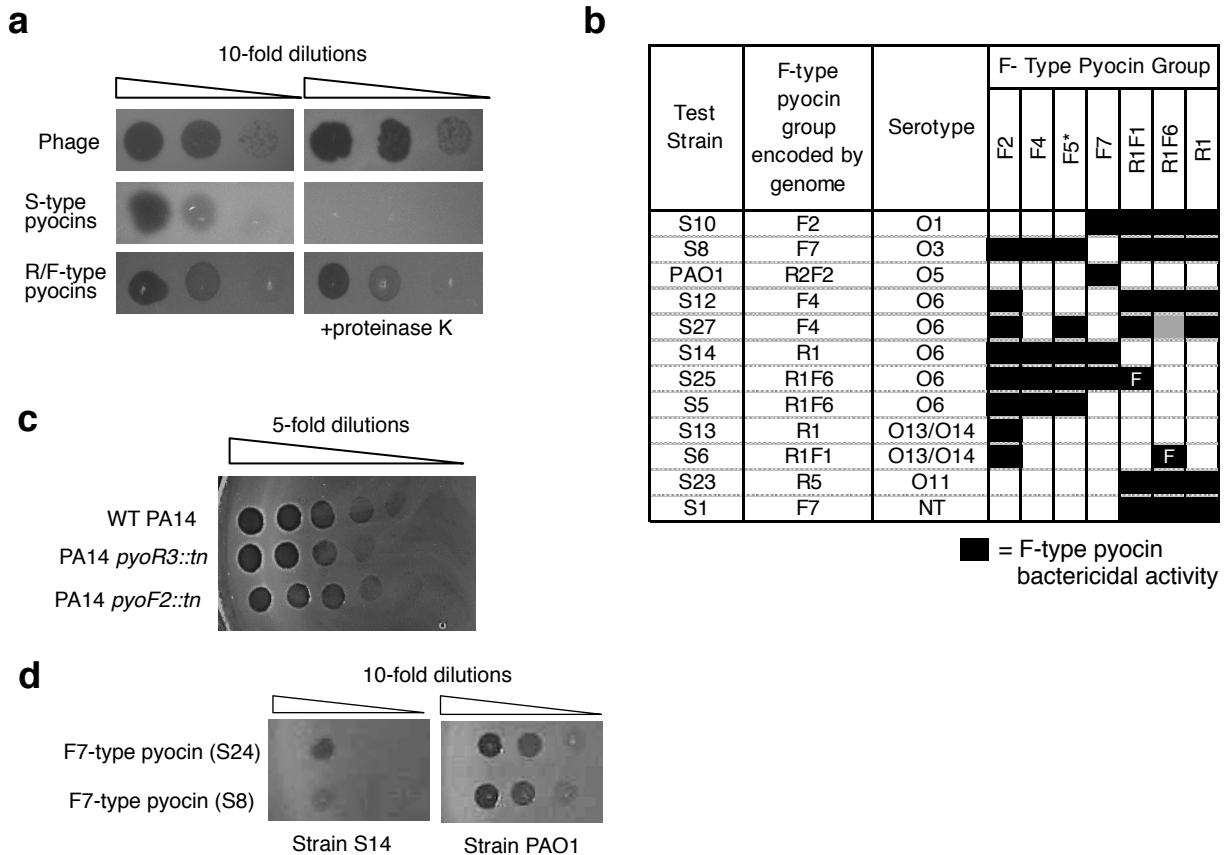 a
10-fold dilutions
Phage
S-type
pyocins
R/F-type
pyocins
+proteinase K
b
Test
Strain
F-type
pyocin
group
encoded by
genome
Serotype
F- Type Pyocin Group
F2 F4 F5* F7 R1F1 R1F6 R1
S10 F2 O1
S8 F7 O3
PAO1 R2F2 O5
S12 F4 O6
S27 F4 O6
S14 R1 O6
S25 R1F6 O6 F
S5 R1F6 O6
S13 R1 O13/O14
S6 R1F1 O13/O14 F
S23 R5 O11
S1 F7 NT
= F-type pyocin
bactericidal activity
c
5-fold dilutions
WT PA14
PA14 pyoR3::tn
PA14 pyoF2::tn
d
10-fold dilutions
F7-type pyocin (S24)
F7-type pyocin (S8)
Strain S14
Strain PAO1